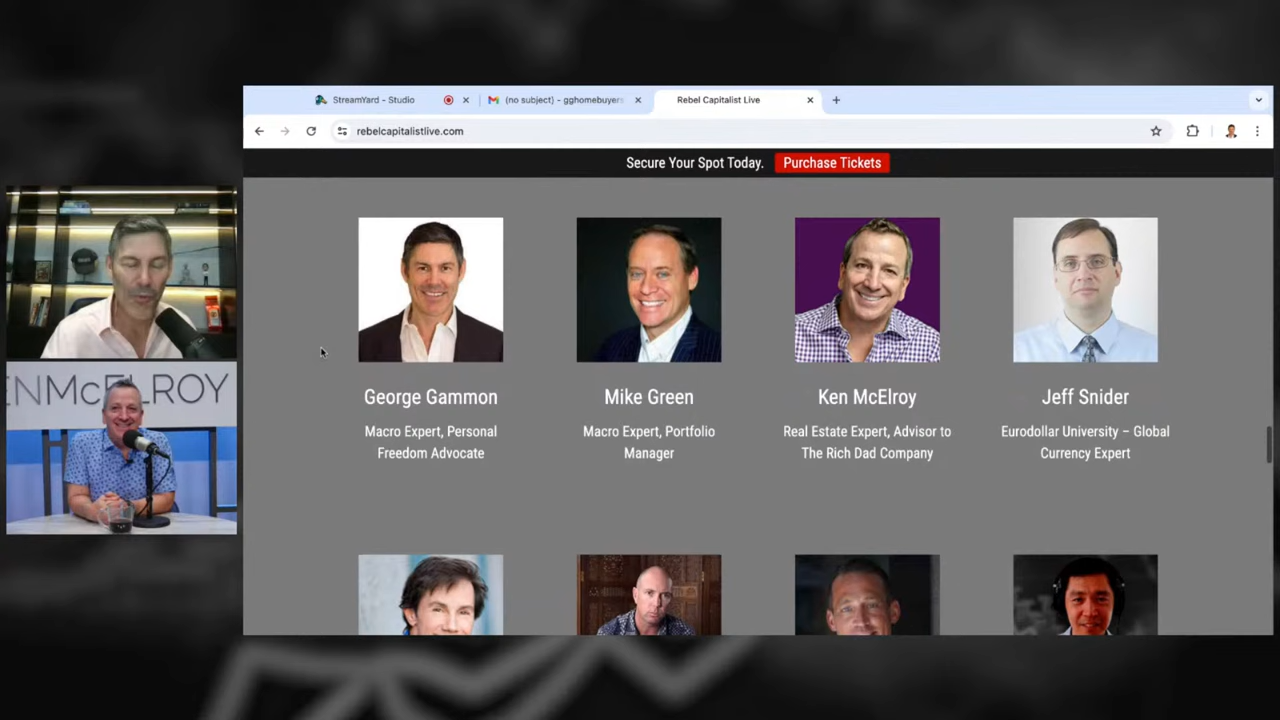 StreamYard - Studio
(no subject) - gghomebuyers
Rebel Capitalist Live
rebelcapitalistlive.com
Secure Your Spot Today.
Purchase Tickets
ENMcELROY
George Gammon
Macro Expert, Personal
Freedom Advocate
Mike Green
Macro Expert, Portfolio
Manager
Ken McElroy
Real Estate Expert, Advisor to
The Rich Dad Company
Jeff Snider
Eurodollar University – Global
Currency Expert